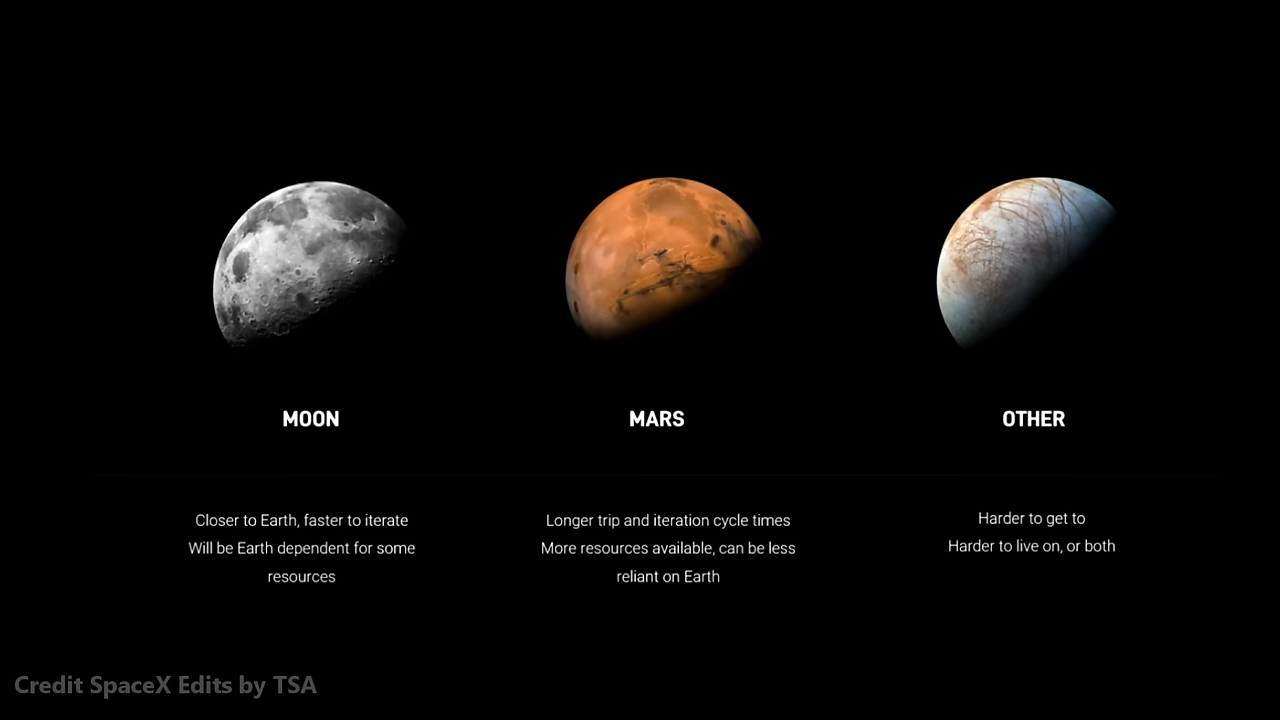 MOON
Closer to Earth, faster to iterate
Will be Earth dependent for some
resources
MARS
Longer trip and iteration cycle times
More resources available, can be less
reliant on Earth
OTHER
Harder to get to
Harder to live on, or both
Credit SpaceX Edits by TSA